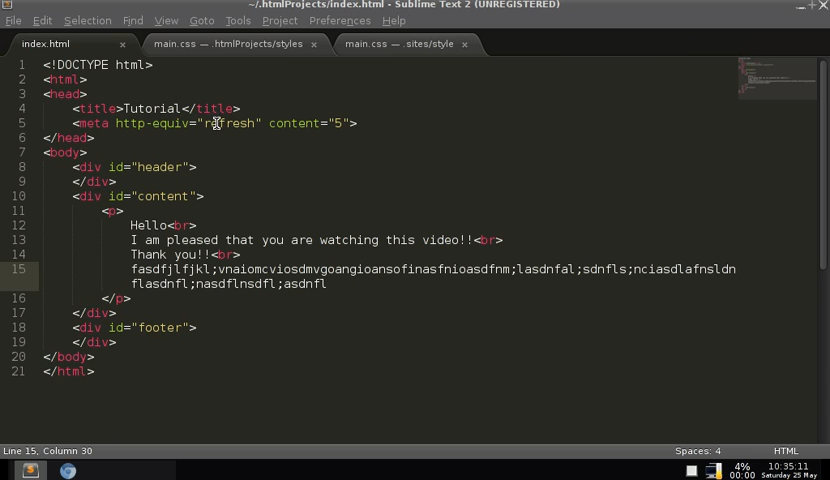 ~/.htmlProjects/index.html - Sublime Text 2 (UNREGISTERED)
File Edit Selection Find View Goto Tools Project Preferences Help
index.html × main.css — .htmlProjects/styles × main.css — .sites/style ×
1 <!DOCTYPE html>
2 <html>
3 <head>
4 <title>Tutorial</title>
5 <meta http-equiv="refresh" content="5">
6 </head>
7 <body>
8 <div id="header">
9 </div>
10 <div id="content">
11 <p>
12 Hello<br>
13 I am pleased that you are watching this video!!<br>
14 Thank you!!<br>
15 fasdfjlfjkl;vnaiomcviosdmvgoangioansofinasfnioasdfnm;lasdnfal;sdnfls;nciasdlafnsldn
flasdnfl;nasdflnsdfl;asdnfl
16 </p>
17 </div>
18 <div id="footer">
19 </div>
20 </body>
21 </html>
Line 15, Column 30 Spaces: 4 HTML
4% 10:35:11
00:00 Saturday 25 May